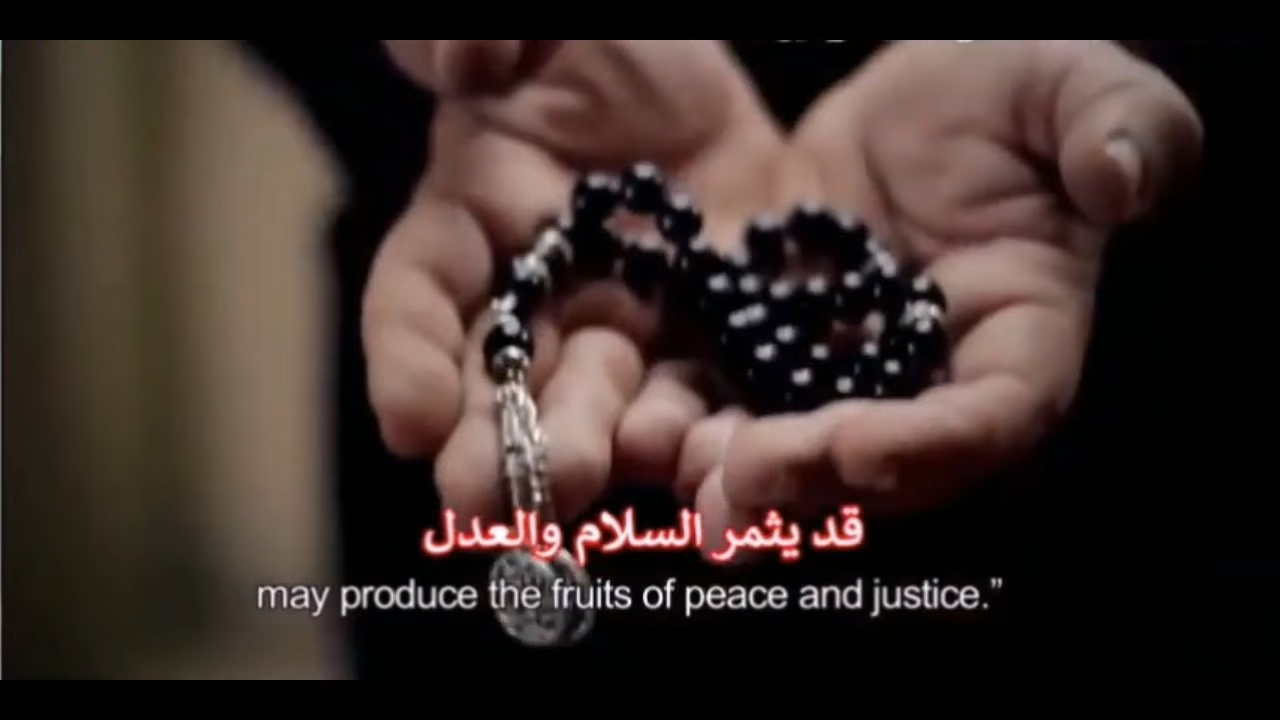 قد يثمر السلام والعدل
may produce the fruits of peace and justice.”